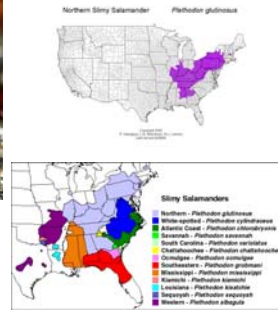 Northern Slimy Salamander Plethodon glutinosus
Slimy Salamanders
Northern - Plethodon glutinosus
White-spotted - Plethodon cylindraceus
Atlantic Coast - Plethodon chlorobryonis
Savannah - Plethodon savannah
South Carolina - Plethodon variolatus
Chattahoochee - Plethodon chattahoochee
Ocmulgee - Plethodon ocmulgee
Southeastern - Plethodon grobmani
Mississippi - Plethodon mississippi
Kiamichi - Plethodon kiamichi
Louisiana - Plethodon kisatchie
Sequoyah - Plethodon sequoyah
Western - Plethodon albagula